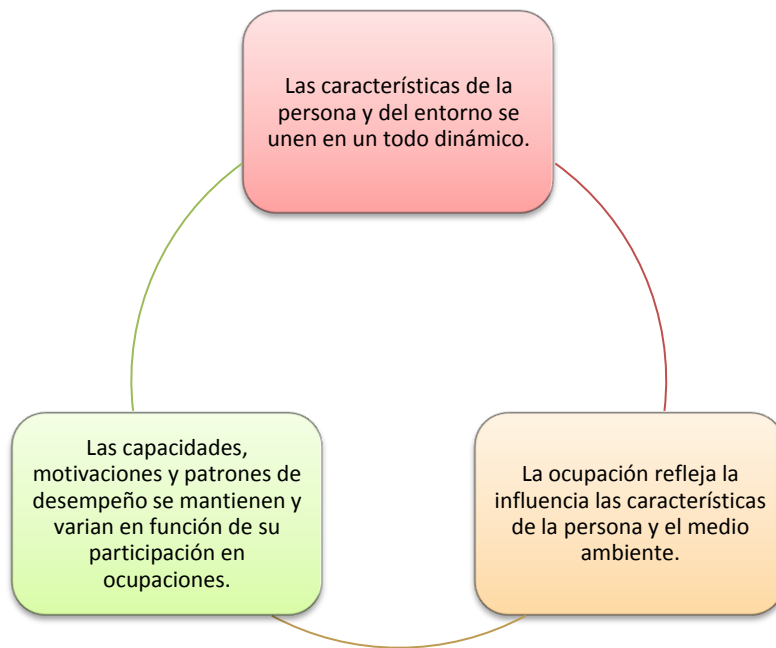 Las características de la
persona y del entorno se
unen en un todo dinámico.
Las capacidades,
motivaciones y patrones de
desempeño se mantienen y
varian en función de su
participación en
ocupaciones.
La ocupación refleja la
influencia las características
de la persona y el medio
ambiente.